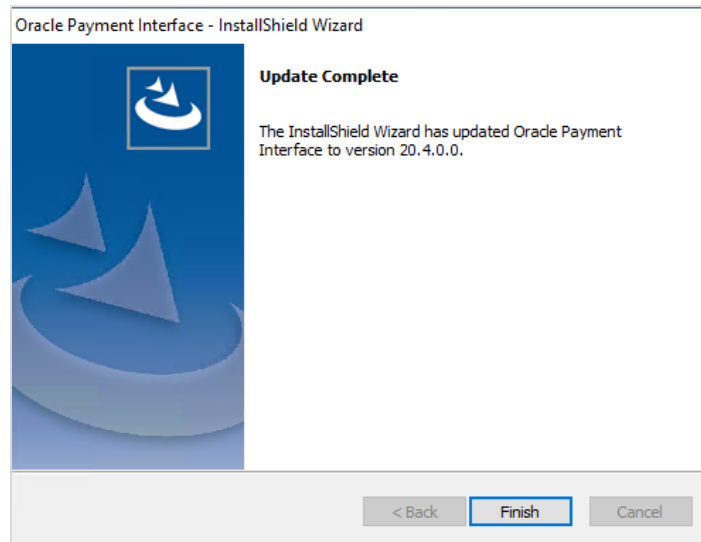 Oracle Payment Interface - InstallShield Wizard
Update Complete
The InstallShield Wizard has updated Oracle Payment
Interface to version 20.4.0.0.
< Back
Finish
Cancel